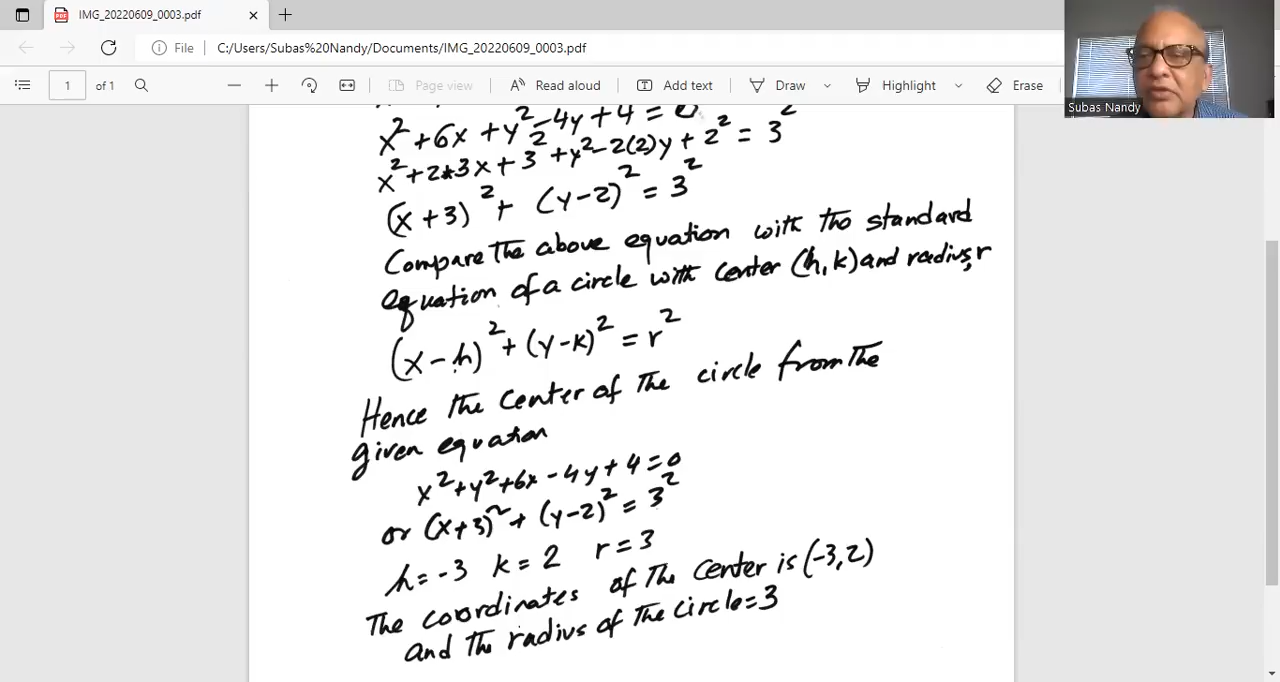 IMG_20220609_0003.pdf
File C:/Users/Subas%20Nandy/Documents/IMG_20220609_0003.pdf
1 of 1 Page view Read aloud Add text Draw Highlight Erase
Subas Nandy
x²+6x+y²-4y+4=0
x²+2*3x+3²+y²-2(2)y+2²=3²
(x+3)²+(y-2)²=3²
Compare the above equation with the standard
equation of a circle with center (h,k) and radius, r
(x-h)²+(y-k)²=r²
Hence the center of the circle from the
given equation
x²+y²+6x-4y+4=0
or (x+3)²+(y-2)²=3²
h=-3 k=2 r=3
The coordinates of the center is (-3,2)
and the radius of the circle=3